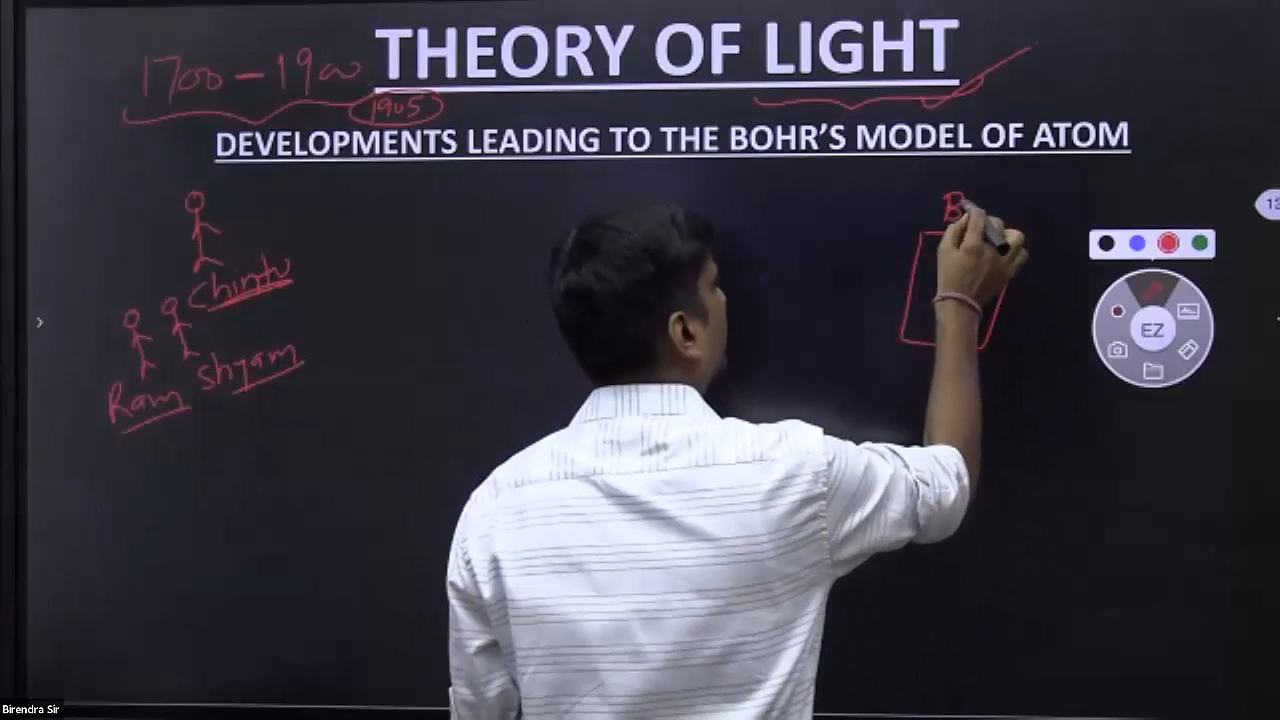 1700 - 1900 THEORY OF LIGHT
1905
DEVELOPMENTS LEADING TO THE BOHR'S MODEL OF ATOM
B
Chintu
Ram Shyam
EZ
13
Birendra Sir